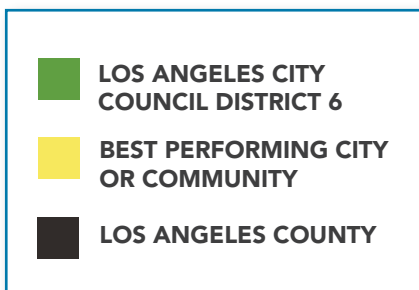 LOS ANGELES CITY
COUNCIL DISTRICT 6
BEST PERFORMING CITY
OR COMMUNITY
LOS ANGELES COUNTY